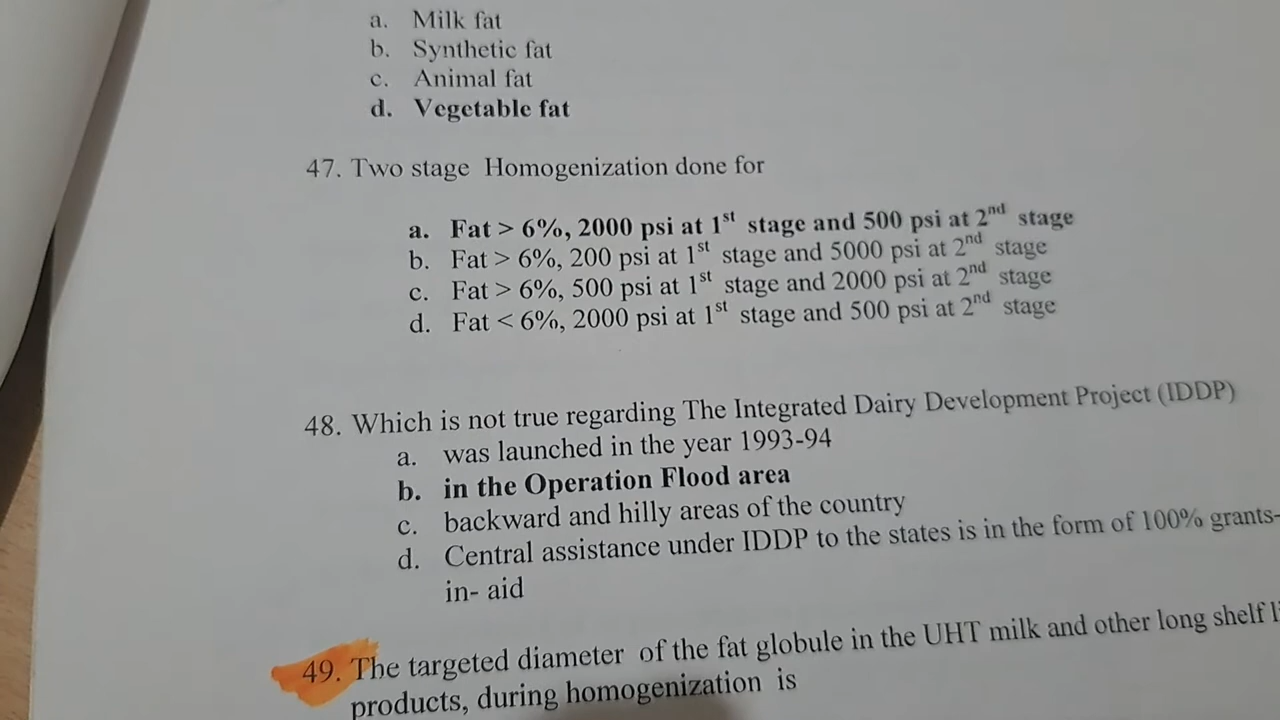 a. Milk fat
b. Synthetic fat
c. Animal fat
d. Vegetable fat
47. Two stage Homogenization done for
a. Fat > 6%, 2000 psi at 1st stage and 500 psi at 2nd stage
b. Fat > 6%, 200 psi at 1st stage and 5000 psi at 2nd stage
c. Fat > 6%, 500 psi at 1st stage and 2000 psi at 2nd stage
d. Fat < 6%, 2000 psi at 1st stage and 500 psi at 2nd stage
48. Which is not true regarding The Integrated Dairy Development Project (IDDP)
a. was launched in the year 1993-94
b. in the Operation Flood area
c. backward and hilly areas of the country
d. Central assistance under IDDP to the states is in the form of 100% grants-
in- aid
49. The targeted diameter of the fat globule in the UHT milk and other long shelf
products, during homogenization is